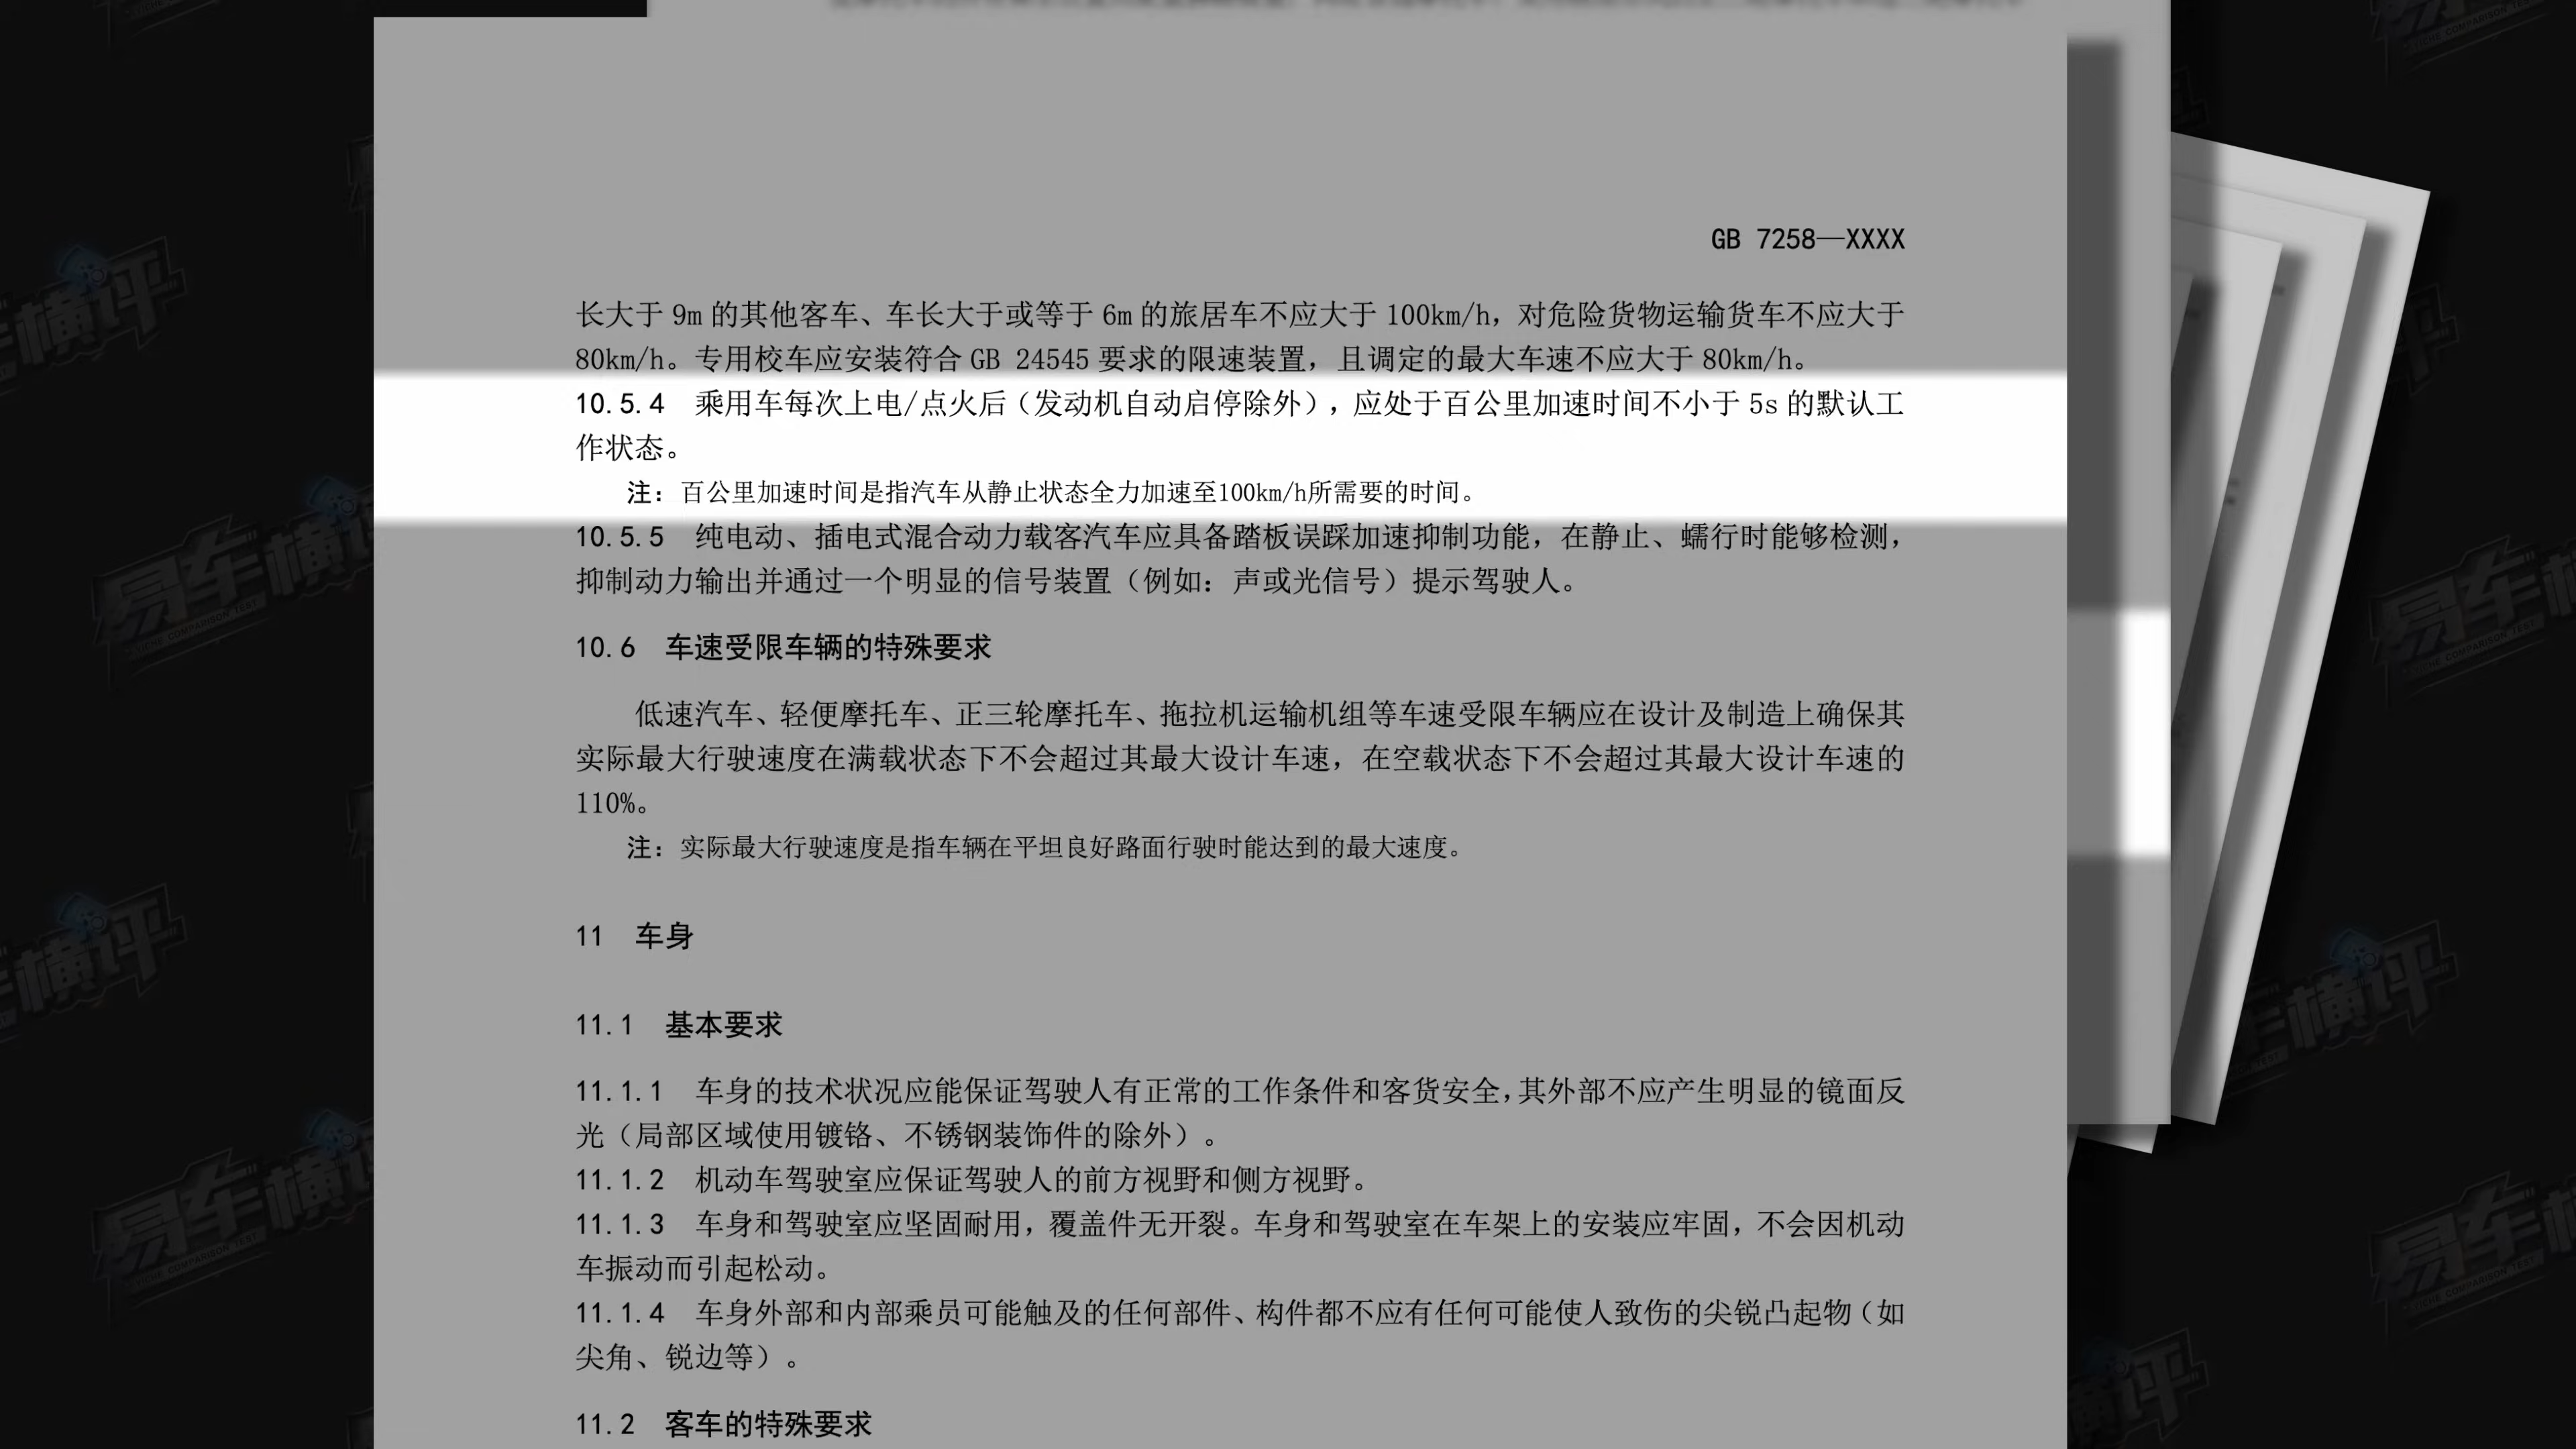 GB 7258—XXXX
长大于 9m 的其他客车、车长大于或等于 6m 的旅居车不应大于 100km/h，对危险货物运输货车不应大于
80km/h。专用校车应安装符合 GB 24545 要求的限速装置，且调定的最大车速不应大于 80km/h。
10.5.4 乘用车每次上电/点火后（发动机自动启停除外），应处于百公里加速时间不小于 5s 的默认工
作状态。
注：百公里加速时间是指汽车从静止状态全力加速至100km/h所需要的时间。
10.5.5 纯电动、插电式混合动力载客汽车应具备踏板误踩加速抑制功能，在静止、蠕行时能够检测，
抑制动力输出并通过一个明显的信号装置（例如：声或光信号）提示驾驶人。
10.6 车速受限车辆的特殊要求
低速汽车、轻便摩托车、正三轮摩托车、拖拉机运输机组等车速受限车辆应在设计及制造上确保其
实际最大行驶速度在满载状态下不会超过其最大设计车速，在空载状态下不会超过其最大设计车速的
110%。
注：实际最大行驶速度是指车辆在平坦良好路面行驶时能达到的最大速度。
11 车身
11.1 基本要求
11.1.1 车身的技术状况应能保证驾驶人有正常的工作条件和客货安全，其外部不应产生明显的镜面反
光（局部区域使用镀铬、不锈钢装饰件的除外）。
11.1.2 机动车驾驶室应保证驾驶人的前方视野和侧方视野。
11.1.3 车身和驾驶室应坚固耐用，覆盖件无开裂。车身和驾驶室在车架上的安装应牢固，不会因机动
车振动而引起松动。
11.1.4 车身外部和内部乘员可能触及的任何部件、构件都不应有任何可能使人致伤的尖锐凸起物（如
尖角、锐边等）。
11.2 客车的特殊要求
易车横评
YICHE COMPARISON TEST